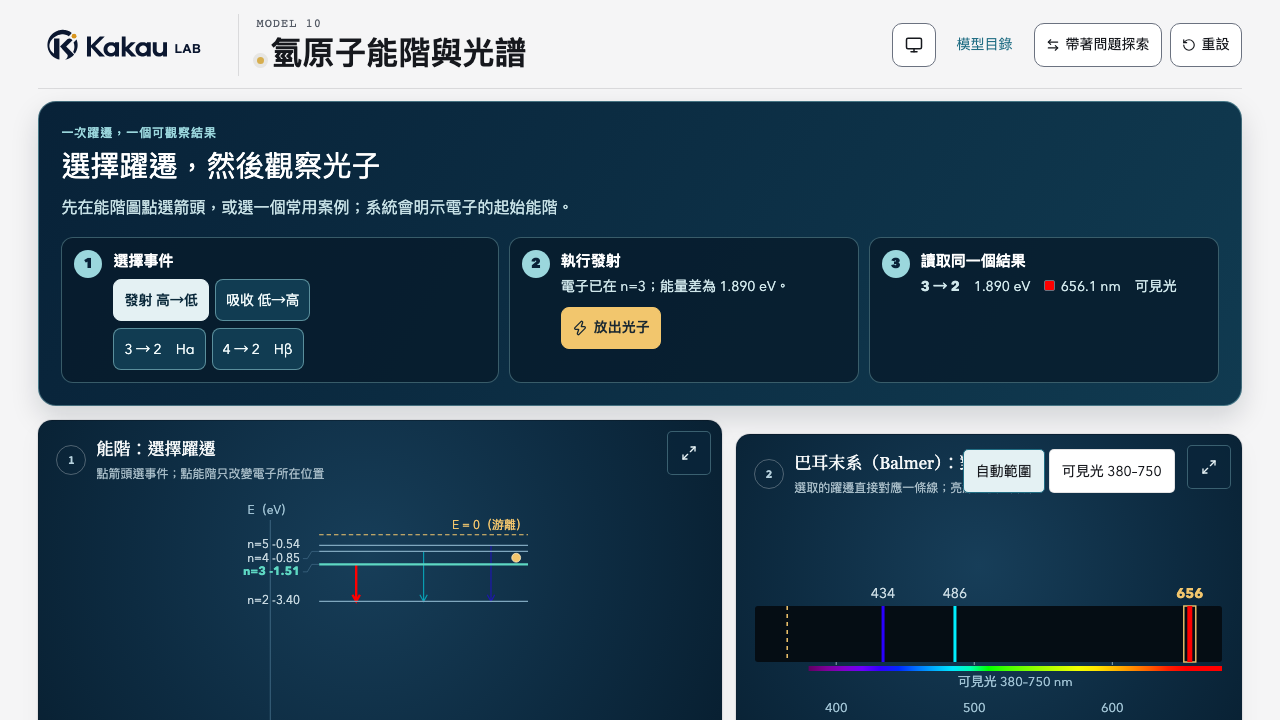 Kakau LAB
MODEL 10
氫原子能階與光譜
模型目錄
帶著問題探索
重設
一次躍遷，一個可觀察結果
選擇躍遷，然後觀察光子
先在能階圖點選箭頭，或選一個常用案例；系統會明示電子的起始能階。
1 選擇事件
發射 高→低
吸收 低→高
3→2 Hα
4→2 Hβ
2 執行發射
電子已在 n=3；能量差為 1.890 eV。
放出光子
3 讀取同一個結果
3→2 1.890 eV 656.1 nm 可見光
1 能階：選擇躍遷
點箭頭選事件；點能階只改變電子所在位置
E (eV)
E = 0（游離）
n=5 -0.54
n=4 -0.85
n=3 -1.51
n=2 -3.40
2 巴耳末系（Balmer）：
選取的躍遷直接對應一條線；亮
自動範圍
可見光 380–750
434
486
656
可見光 380–750 nm
400
500
600